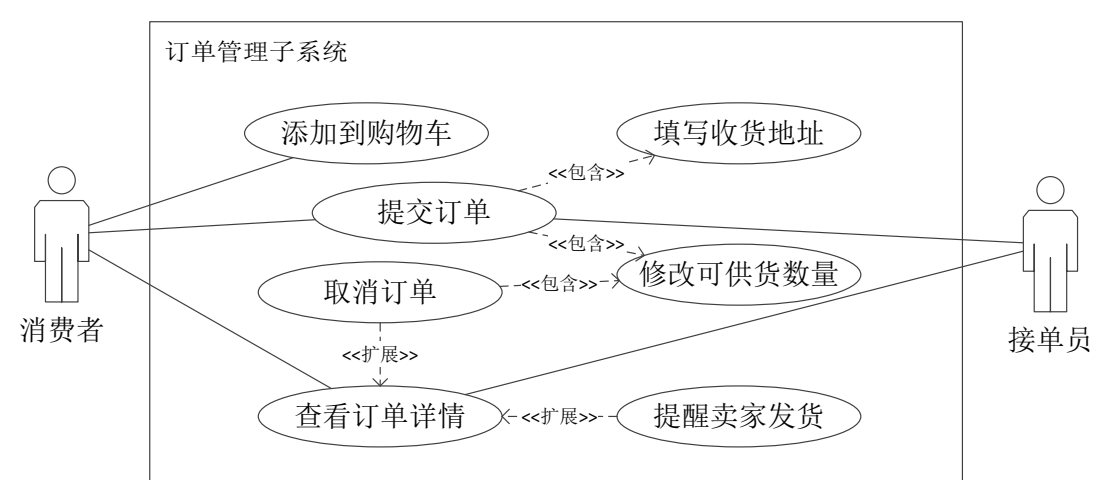 订单管理子系统
添加到购物车
填写收货地址
<<包含>>
提交订单
<<包含>>
修改可供货数量
取消订单
<<包含>>
消费者
接单员
<<扩展>>
查看订单详情
<<扩展>>
提醒卖家发货